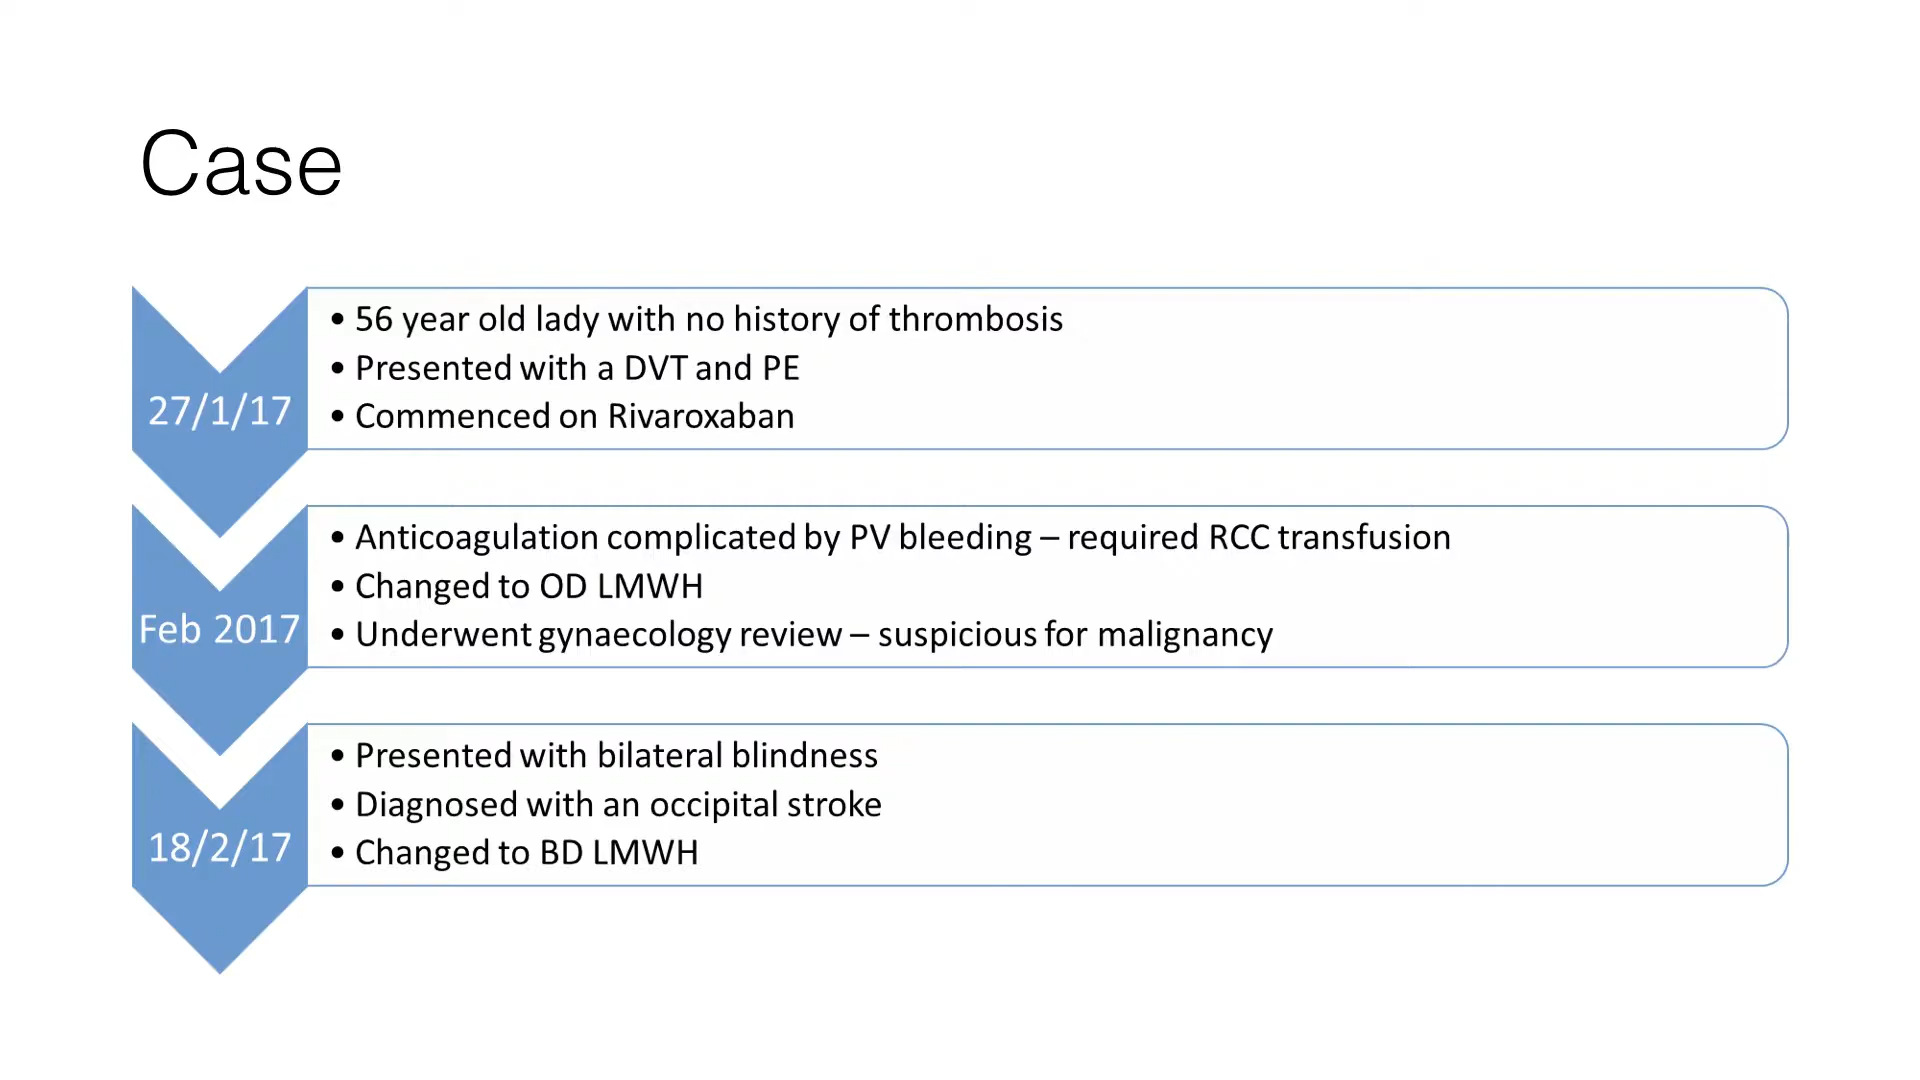 Case
27/1/17
• 56 year old lady with no history of thrombosis
• Presented with a DVT and PE
• Commenced on Rivaroxaban
Feb 2017
• Anticoagulation complicated by PV bleeding – required RCC transfusion
• Changed to OD LMWH
• Underwent gynaecology review – suspicious for malignancy
18/2/17
• Presented with bilateral blindness
• Diagnosed with an occipital stroke
• Changed to BD LMWH